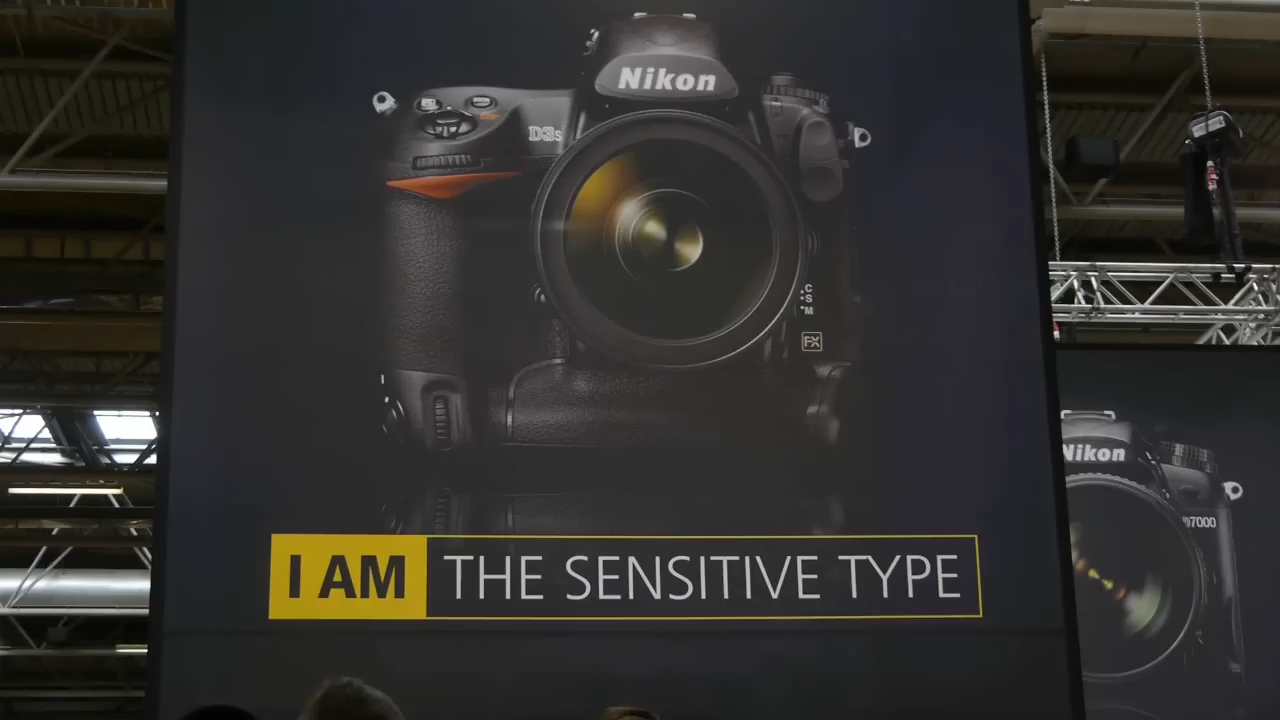 Nikon
D3s
C
S
M
FX
I AM THE SENSITIVE TYPE
Nikon
D7000